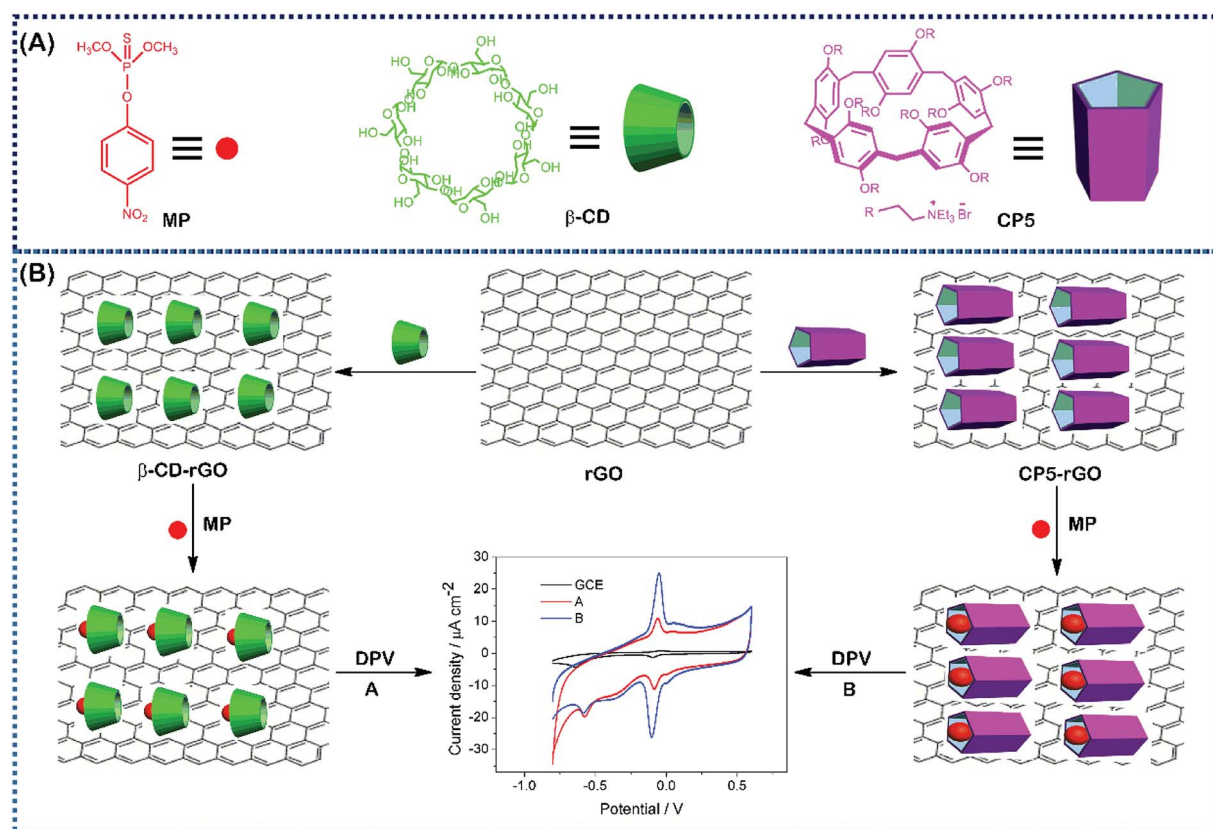 (A)
S
H₃CO
OCH₃
P
O
NO₂
MP
OH
HO
O
β-CD
OR
RO
R
NEt₃ Br
+
−
CP5
(B)
β-CD-rGO
rGO
CP5-rGO
MP
MP
DPV
A
DPV
B
GCE
A
B
Current density / μA cm⁻²
30
20
10
0
-10
-20
-30
-1.0 -0.5 0.0 0.5
Potential / V